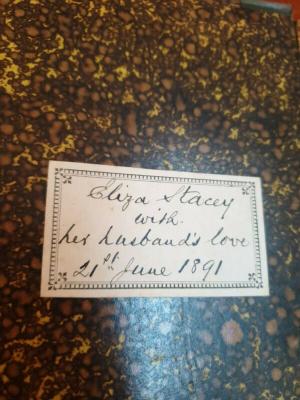 Eliza Stacey
with
her husband's love
21st June 1891